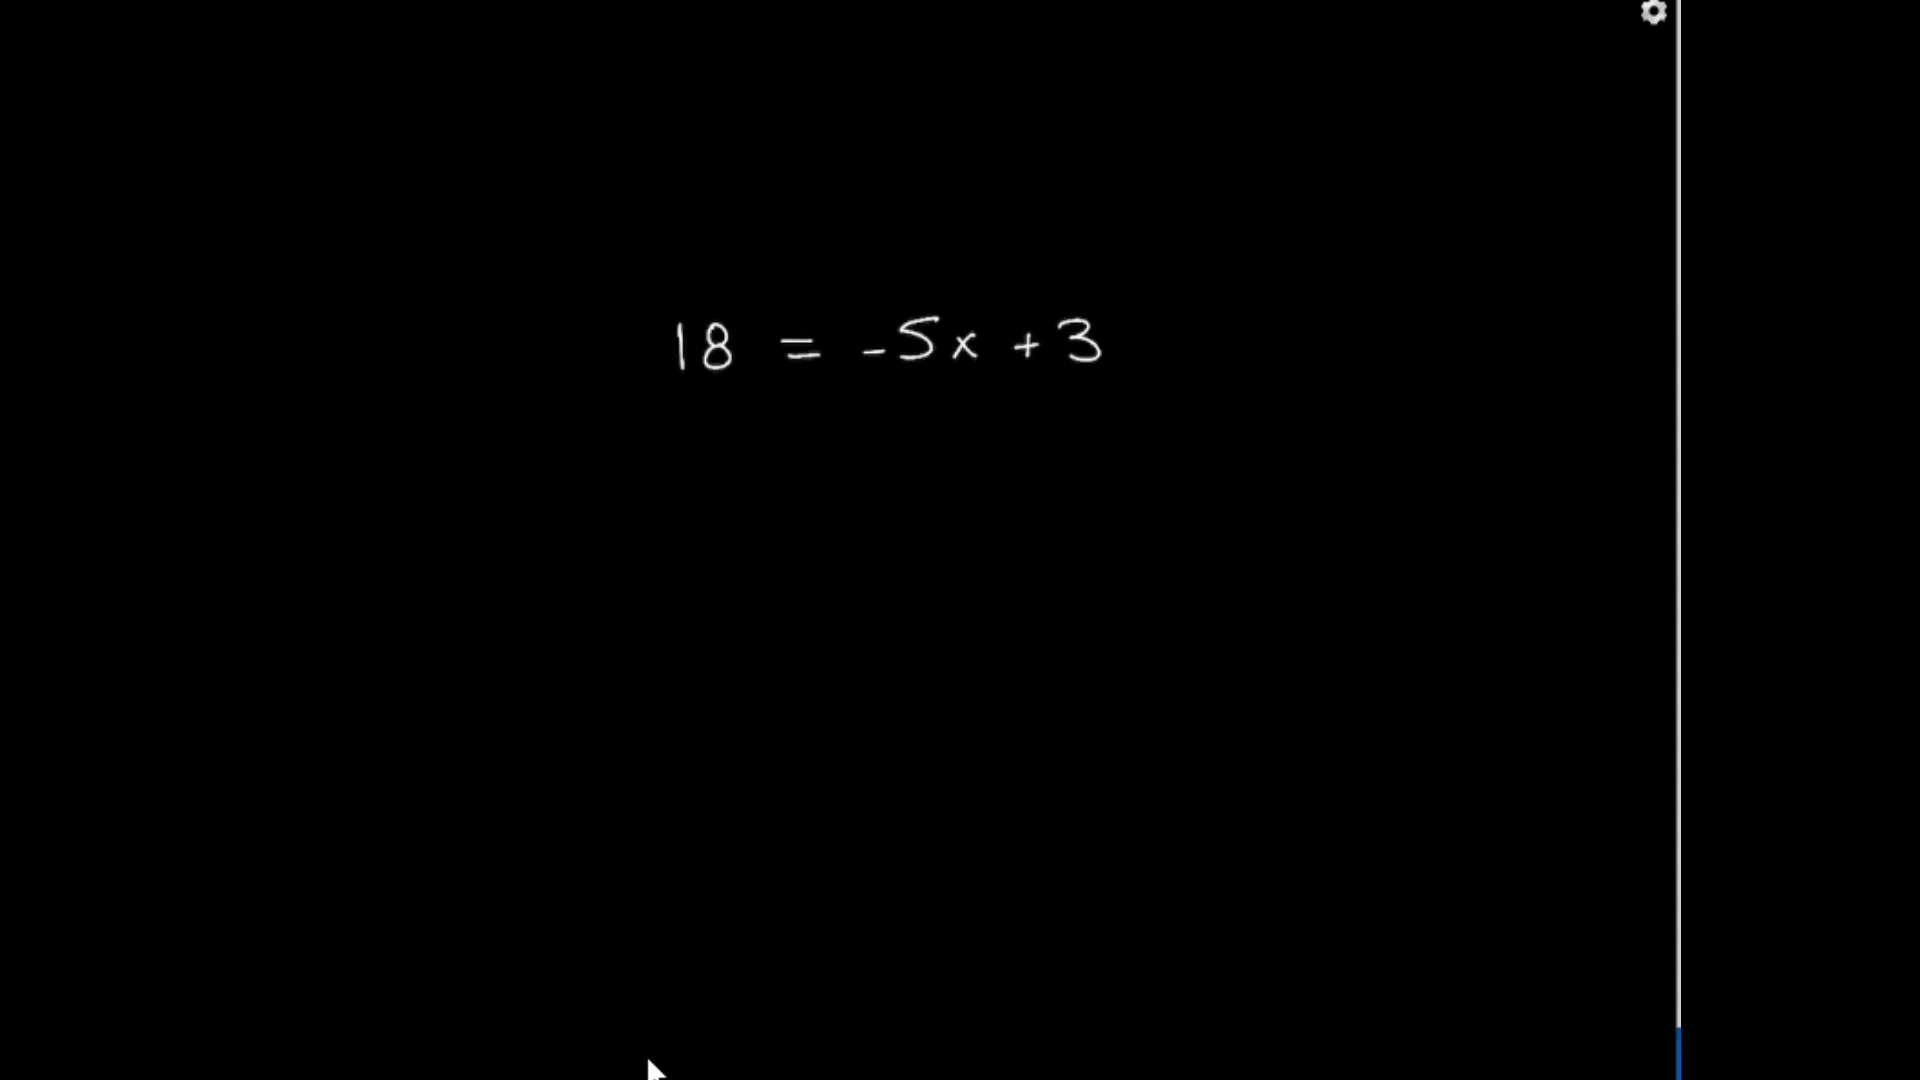 18 = -5x + 3